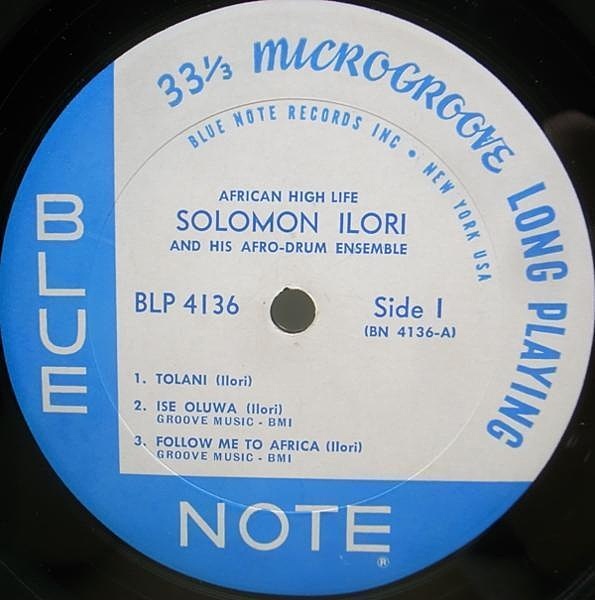 33⅓ MICROGROOVE LONG PLAYING
BLUE NOTE RECORDS INC • NEW YORK USA
AFRICAN HIGH LIFE
SOLOMON ILORI
AND HIS AFRO-DRUM ENSEMBLE
BLP 4136
Side 1
(BN 4136-A)
1. TOLANI (Ilori)
2. ISE OLUWA (Ilori)
GROOVE MUSIC - BMI
3. FOLLOW ME TO AFRICA (Ilori)
GROOVE MUSIC - BMI
BLUE
NOTE®